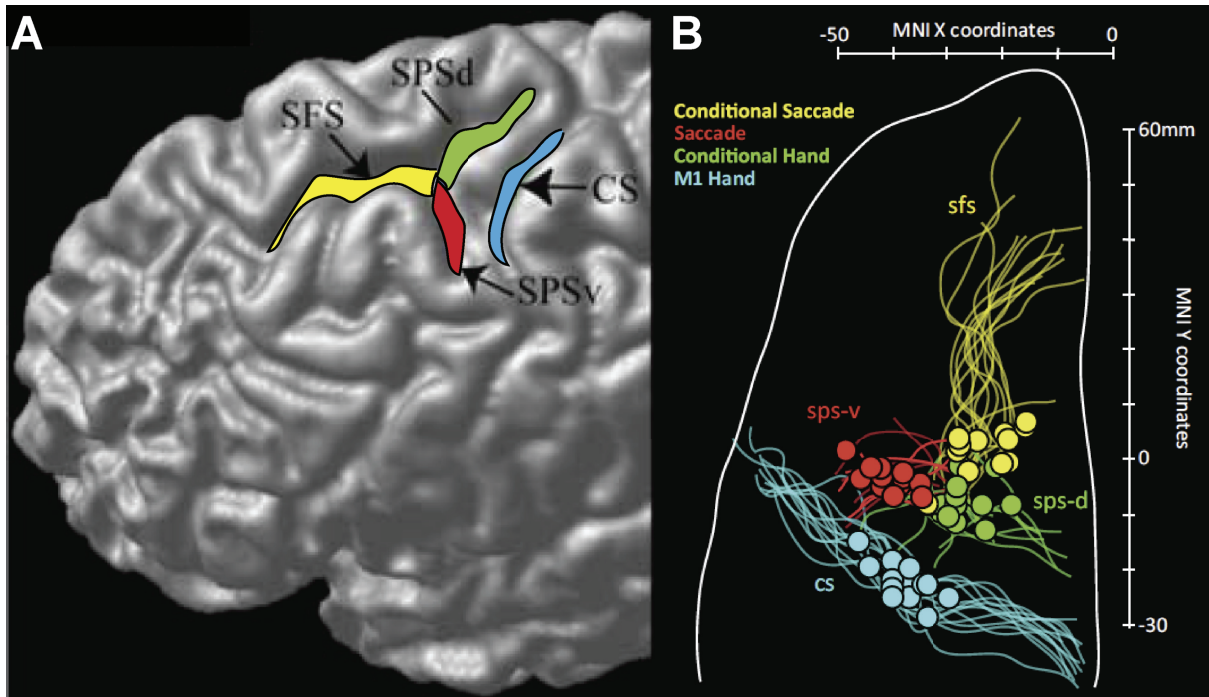 A
SPSd
SFS
CS
SPSv
B
MNI X coordinates
-50
0
Conditional Saccade
Saccade
Conditional Hand
M1 Hand
60mm
sfs
MNI Y coordinates
sps-v
0
sps-d
cs
-30